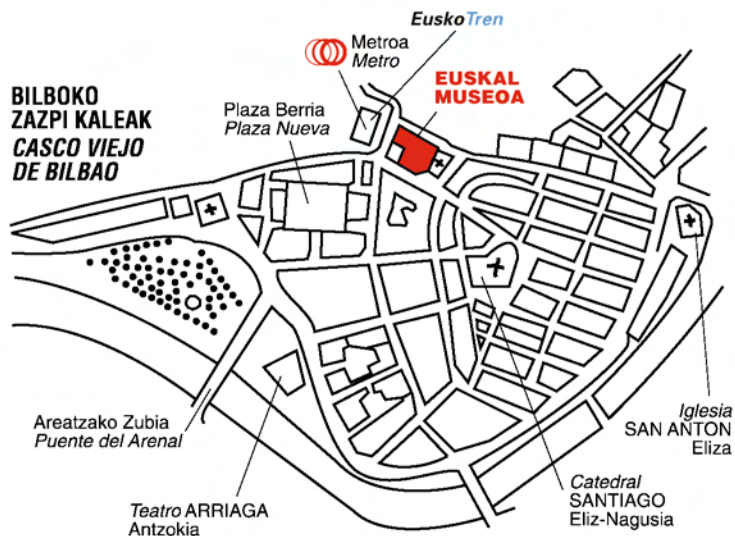 EuskoTren
Metroa
Metro
EUSKAL
MUSEOA
BILBOKO
ZAZPI KALEAK
CASCO VIEJO
DE BILBAO
Plaza Berria
Plaza Nueva
Areatzako Zubia
Puente del Arenal
Teatro ARRIAGA
Antzokia
Iglesia
SAN ANTON
Eliza
Catedral
SANTIAGO
Eliz-Nagusia